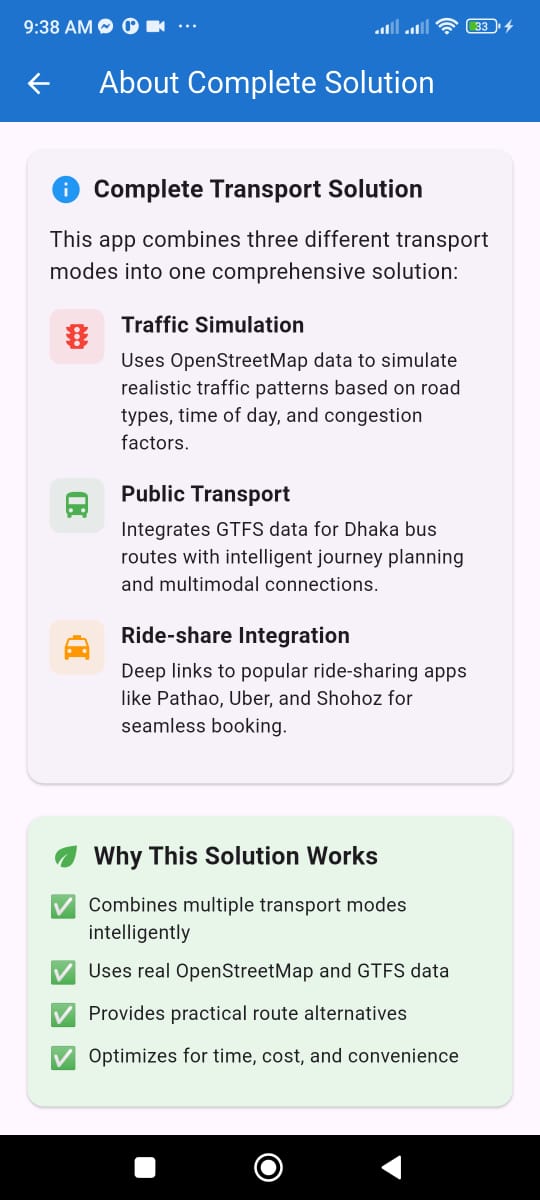 9:38 AM
33
About Complete Solution
Complete Transport Solution
This app combines three different transport
modes into one comprehensive solution:
Traffic Simulation
Uses OpenStreetMap data to simulate
realistic traffic patterns based on road
types, time of day, and congestion
factors.
Public Transport
Integrates GTFS data for Dhaka bus
routes with intelligent journey planning
and multimodal connections.
Ride-share Integration
Deep links to popular ride-sharing apps
like Pathao, Uber, and Shohoz for
seamless booking.
Why This Solution Works
Combines multiple transport modes
intelligently
Uses real OpenStreetMap and GTFS data
Provides practical route alternatives
Optimizes for time, cost, and convenience